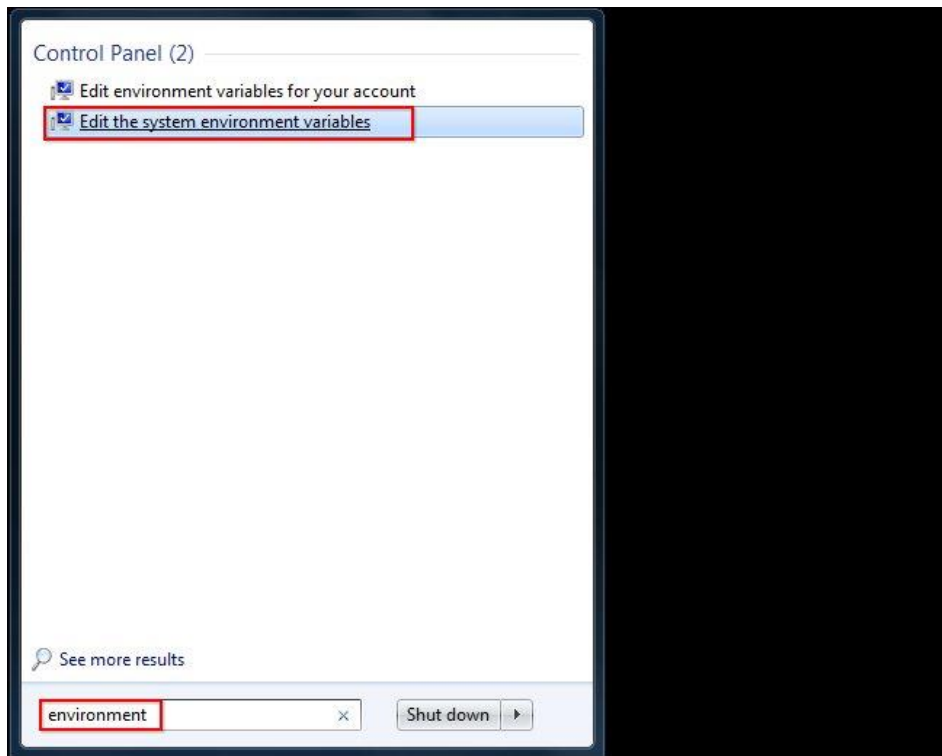 Control Panel (2)
Edit environment variables for your account
Edit the system environment variables
See more results
environment
Shut down